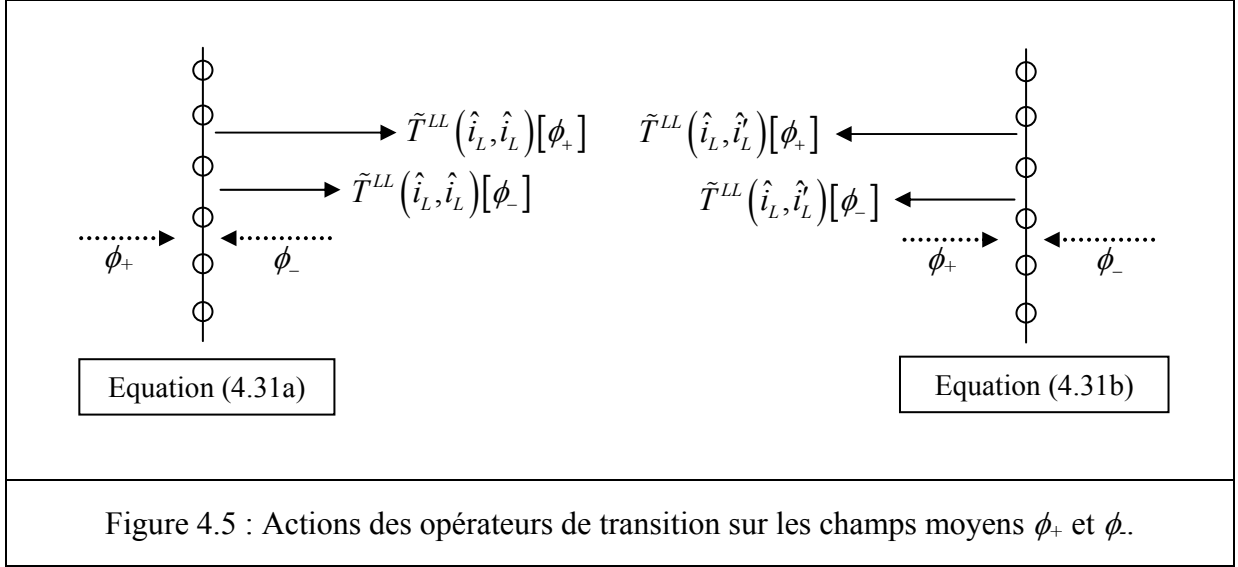 T̃^{LL}(î_L, î_L)[ϕ₊]
T̃^{LL}(î_L, î_L)[ϕ₋]
ϕ₊ ϕ₋
Equation (4.31a)
T̃^{LL}(î_L, î′_L)[ϕ₊]
T̃^{LL}(î_L, î′_L)[ϕ₋]
ϕ₊ ϕ₋
Equation (4.31b)
Figure 4.5 : Actions des opérateurs de transition sur les champs moyens ϕ₊ et ϕ₋.